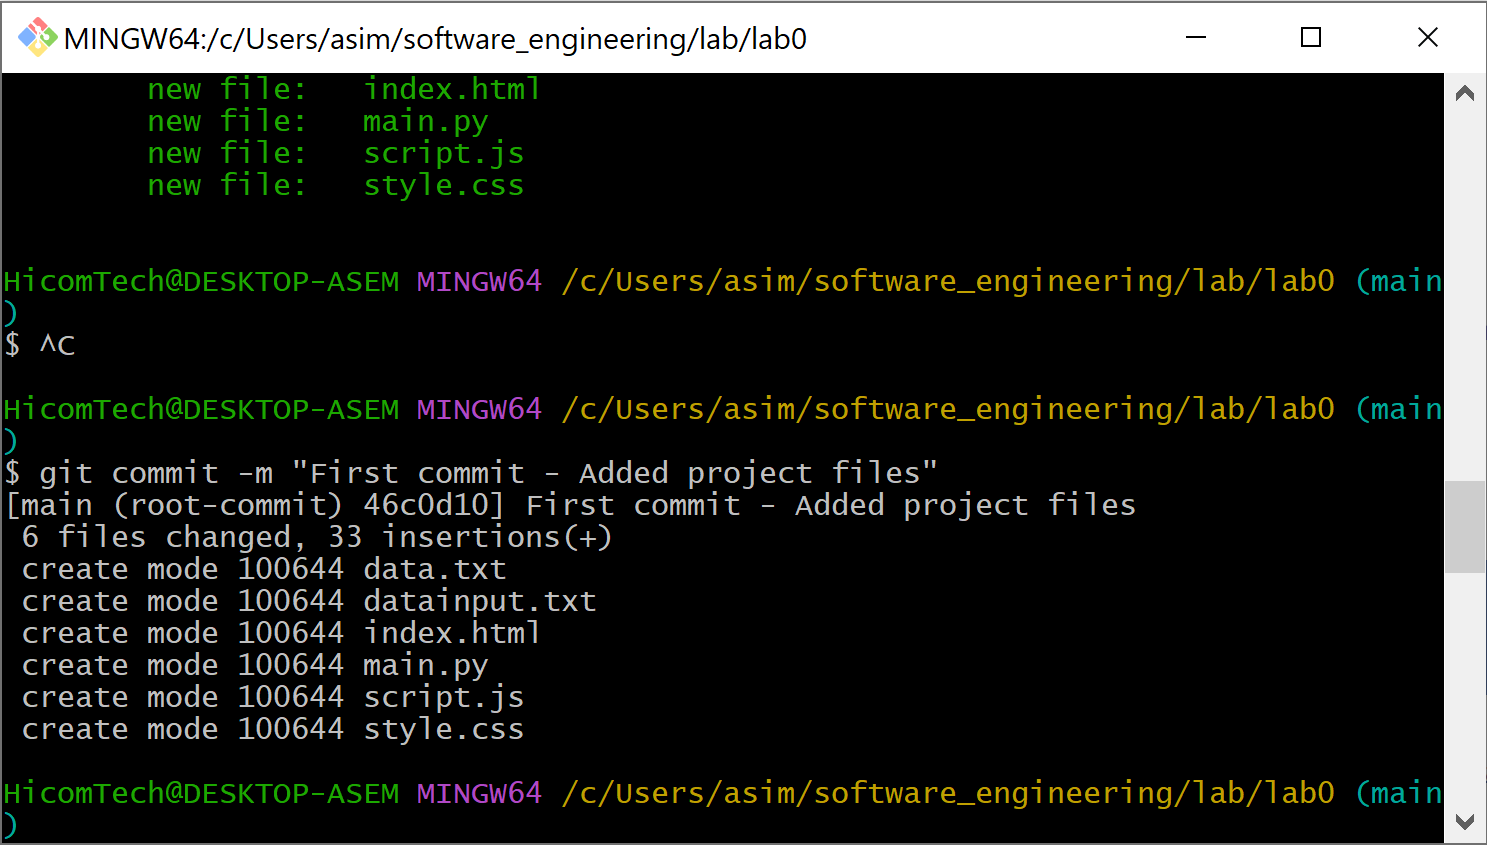 MINGW64:/c/Users/asim/software_engineering/lab/lab0
new file:   index.html
new file:   main.py
new file:   script.js
new file:   style.css
HicomTech@DESKTOP-ASEM MINGW64 /c/Users/asim/software_engineering/lab/lab0 (main
)
$ ^C
HicomTech@DESKTOP-ASEM MINGW64 /c/Users/asim/software_engineering/lab/lab0 (main
)
$ git commit -m "First commit - Added project files"
[main (root-commit) 46c0d10] First commit - Added project files
 6 files changed, 33 insertions(+)
 create mode 100644 data.txt
 create mode 100644 datainput.txt
 create mode 100644 index.html
 create mode 100644 main.py
 create mode 100644 script.js
 create mode 100644 style.css
HicomTech@DESKTOP-ASEM MINGW64 /c/Users/asim/software_engineering/lab/lab0 (main
)